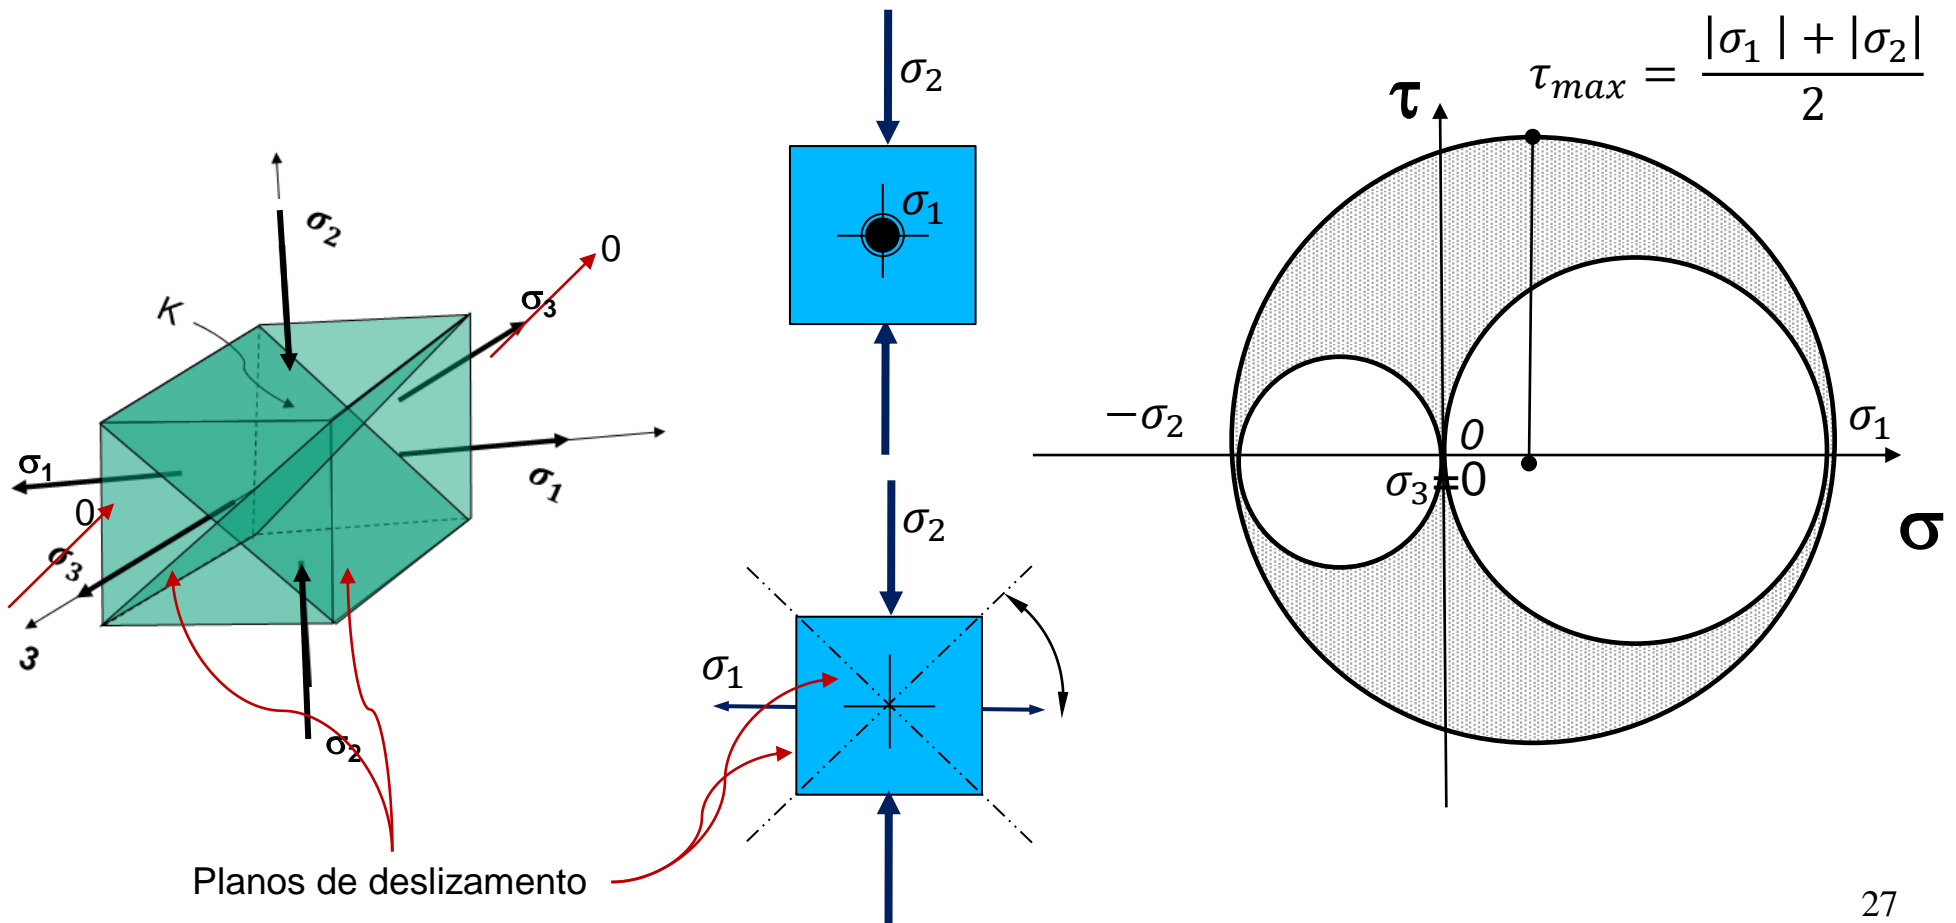 σ₂
K
0
σ₃
σ₁
σ₁
0
σ₃
3
σ₂
Planos de deslizamento
σ₂
σ₁
σ₂
σ₁
τₘₐₓ = (|σ₁ | + |σ₂|) / 2
τ
−σ₂
0
σ₁
σ₃=0
σ
27